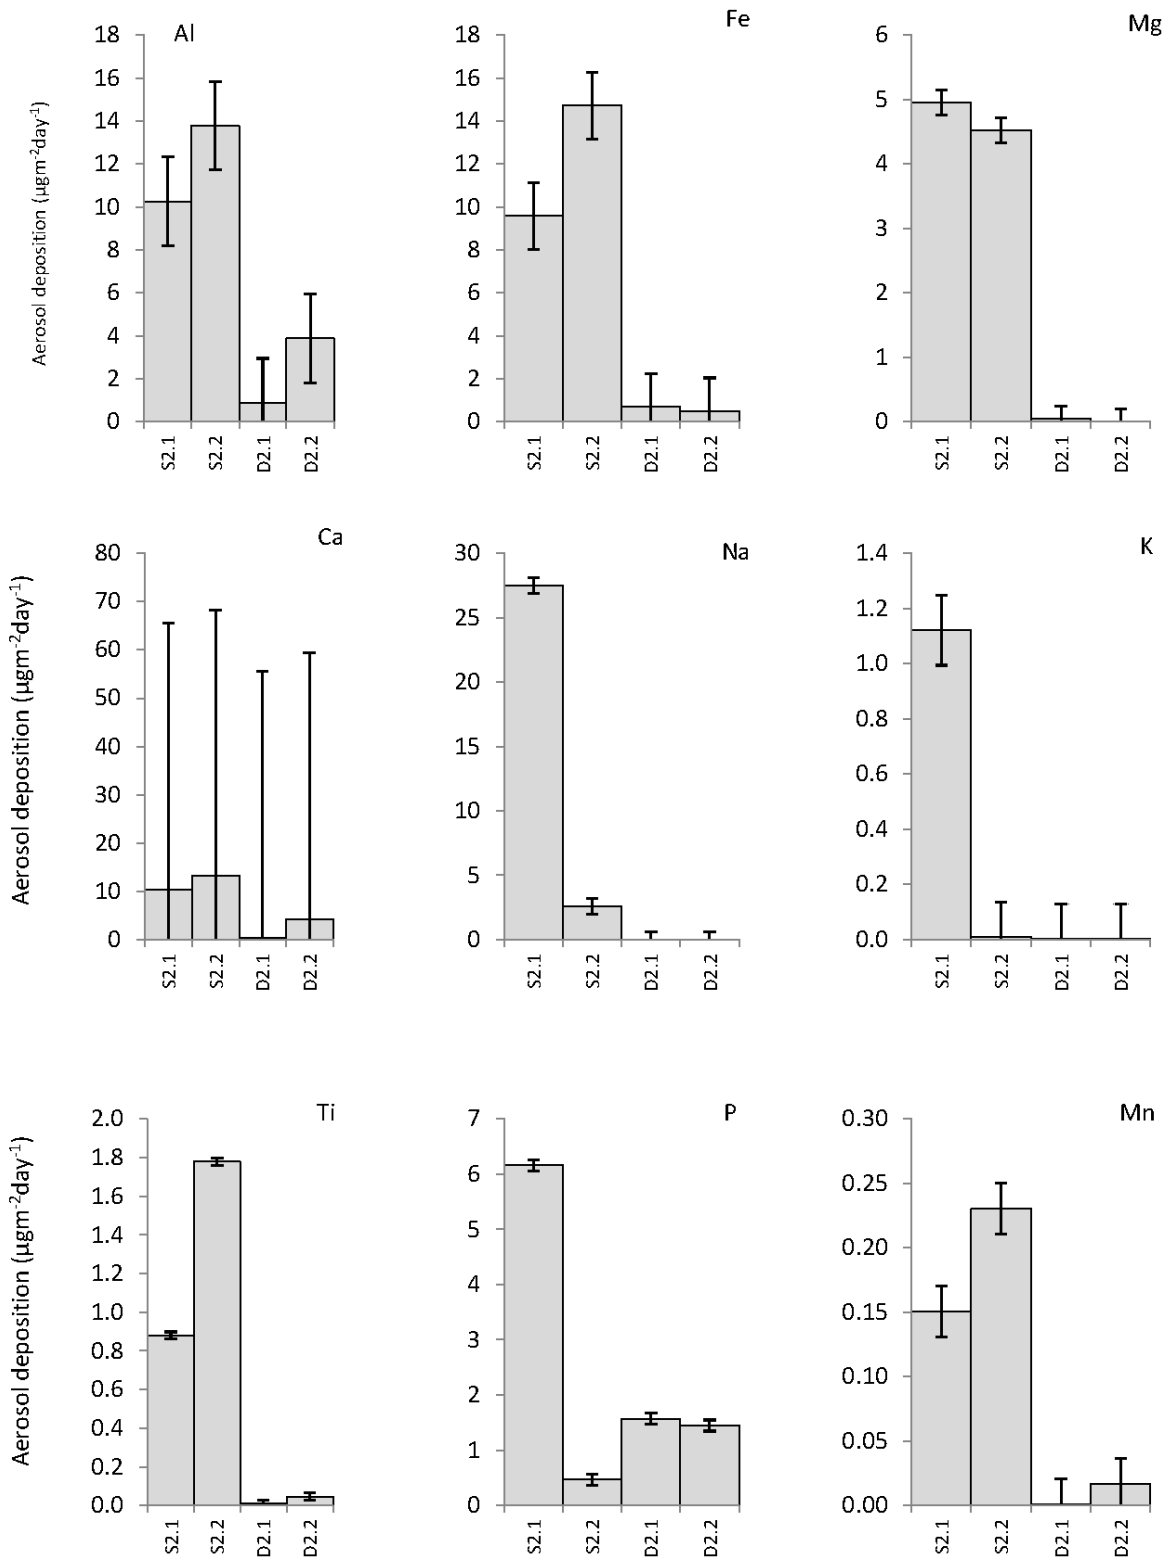 Al
Fe
Mg
Aerosol deposition (µgm⁻²day⁻¹)
18
16
14
12
10
8
6
4
2
0
S2.1
S2.2
D2.1
D2.2
18
16
14
12
10
8
6
4
2
0
S2.1
S2.2
D2.1
D2.2
6
5
4
3
2
1
0
S2.1
S2.2
D2.1
D2.2
Ca
Na
K
Aerosol deposition (µgm⁻²day⁻¹)
80
70
60
50
40
30
20
10
0
S2.1
S2.2
D2.1
D2.2
30
25
20
15
10
5
0
S2.1
S2.2
D2.1
D2.2
1.4
1.2
1.0
0.8
0.6
0.4
0.2
0.0
S2.1
S2.2
D2.1
D2.2
Ti
P
Mn
Aerosol deposition (µgm⁻²day⁻¹)
2.0
1.8
1.6
1.4
1.2
1.0
0.8
0.6
0.4
0.2
0.0
S2.1
S2.2
D2.1
D2.2
7
6
5
4
3
2
1
0
S2.1
S2.2
D2.1
D2.2
0.30
0.25
0.20
0.15
0.10
0.05
0.00
S2.1
S2.2
D2.1
D2.2